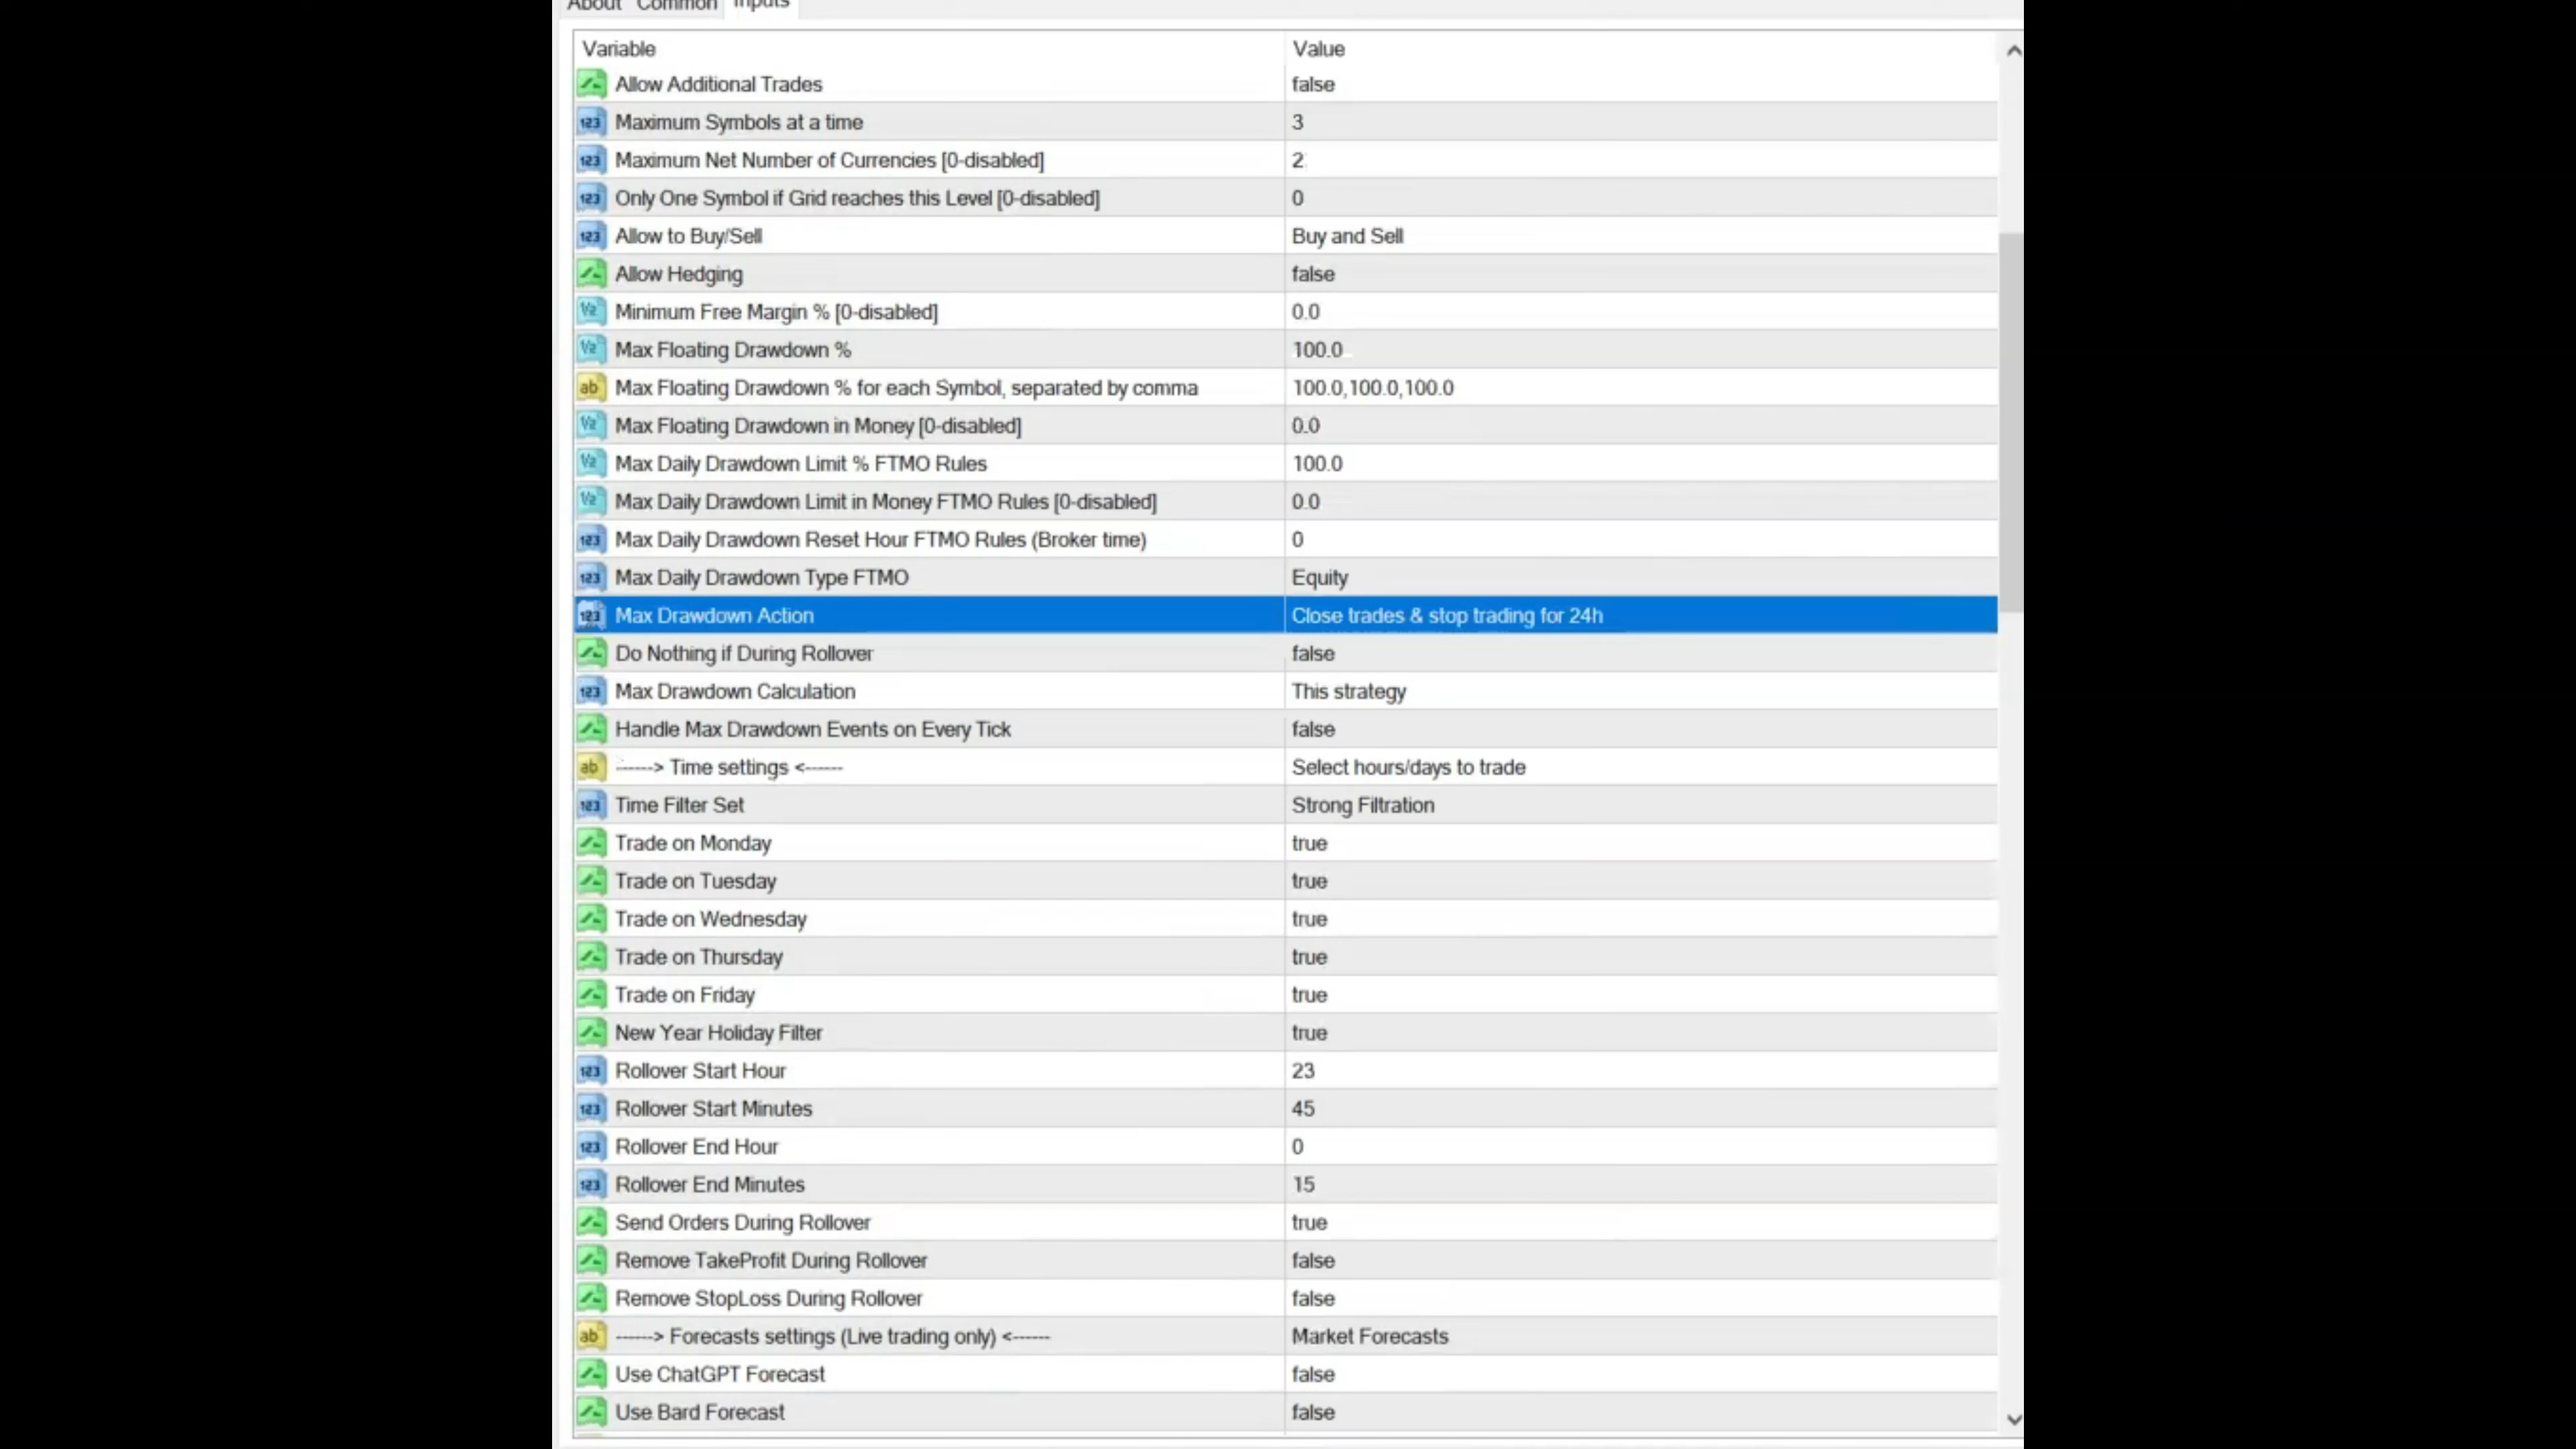 About Common Inputs
Variable Value
Allow Additional Trades false
Maximum Symbols at a time 3
Maximum Net Number of Currencies [0-disabled] 2
Only One Symbol if Grid reaches this Level [0-disabled] 0
Allow to Buy/Sell Buy and Sell
Allow Hedging false
Minimum Free Margin % [0-disabled] 0.0
Max Floating Drawdown % 100.0
Max Floating Drawdown % for each Symbol, separated by comma 100.0,100.0,100.0
Max Floating Drawdown in Money [0-disabled] 0.0
Max Daily Drawdown Limit % FTMO Rules 100.0
Max Daily Drawdown Limit in Money FTMO Rules [0-disabled] 0.0
Max Daily Drawdown Reset Hour FTMO Rules (Broker time) 0
Max Daily Drawdown Type FTMO Equity
Max Drawdown Action Close trades & stop trading for 24h
Do Nothing if During Rollover false
Max Drawdown Calculation This strategy
Handle Max Drawdown Events on Every Tick false
------> Time settings <------ Select hours/days to trade
Time Filter Set Strong Filtration
Trade on Monday true
Trade on Tuesday true
Trade on Wednesday true
Trade on Thursday true
Trade on Friday true
New Year Holiday Filter true
Rollover Start Hour 23
Rollover Start Minutes 45
Rollover End Hour 0
Rollover End Minutes 15
Send Orders During Rollover true
Remove TakeProfit During Rollover false
Remove StopLoss During Rollover false
------> Forecasts settings (Live trading only) <------ Market Forecasts
Use ChatGPT Forecast false
Use Bard Forecast false